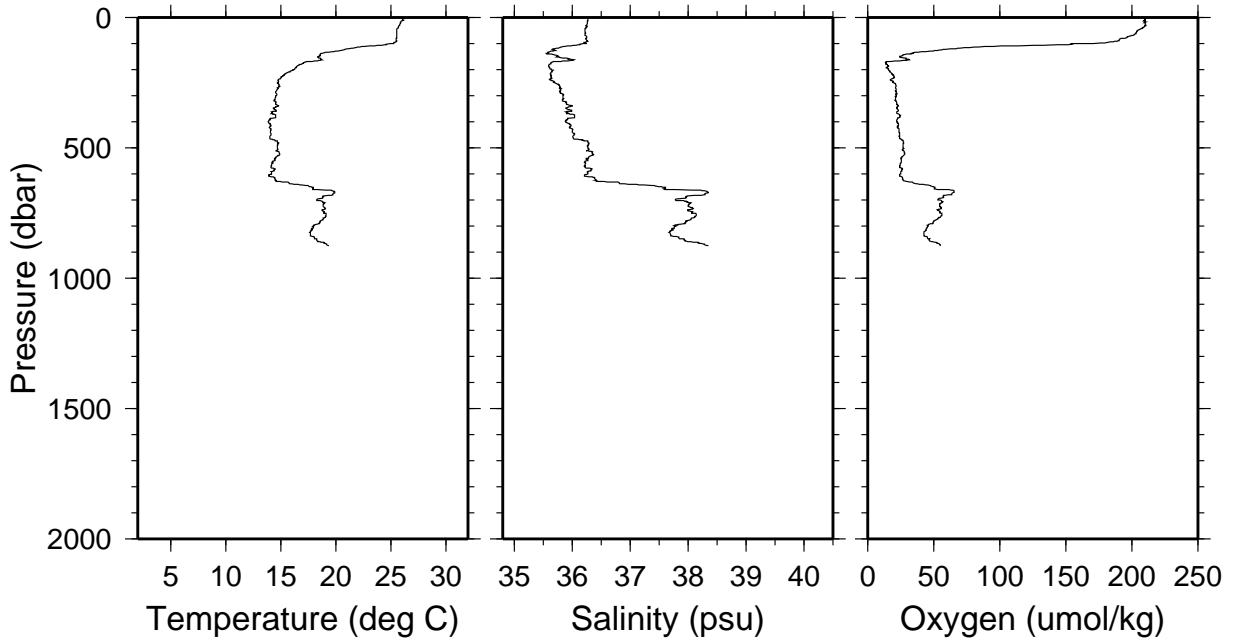 0
500
1000
1500
2000
Pressure (dbar)
5 10 15 20 25 30
Temperature (deg C)
35 36 37 38 39 40
Salinity (psu)
0 50 100 150 200 250
Oxygen (umol/kg)